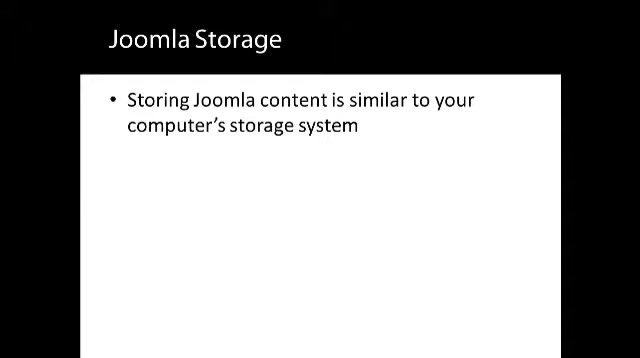 Joomla Storage
• Storing Joomla content is similar to your
computer's storage system